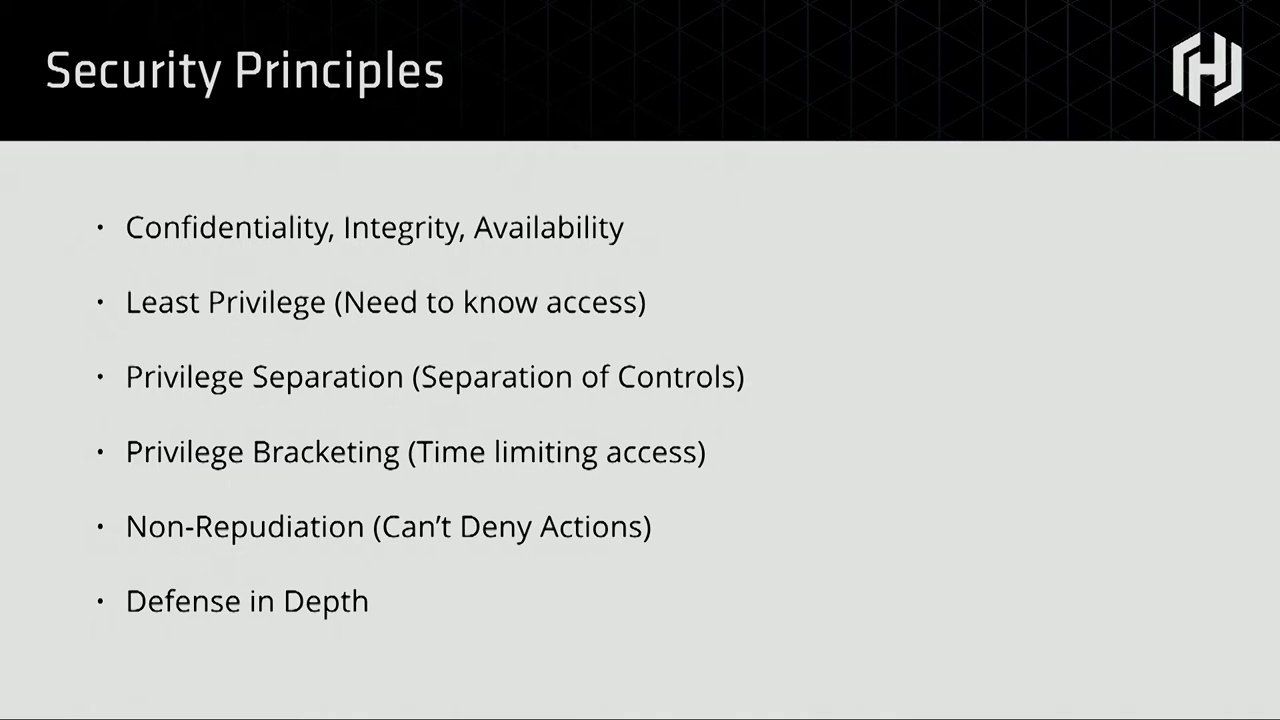 Security Principles
• Confidentiality, Integrity, Availability
• Least Privilege (Need to know access)
• Privilege Separation (Separation of Controls)
• Privilege Bracketing (Time limiting access)
• Non-Repudiation (Can’t Deny Actions)
• Defense in Depth